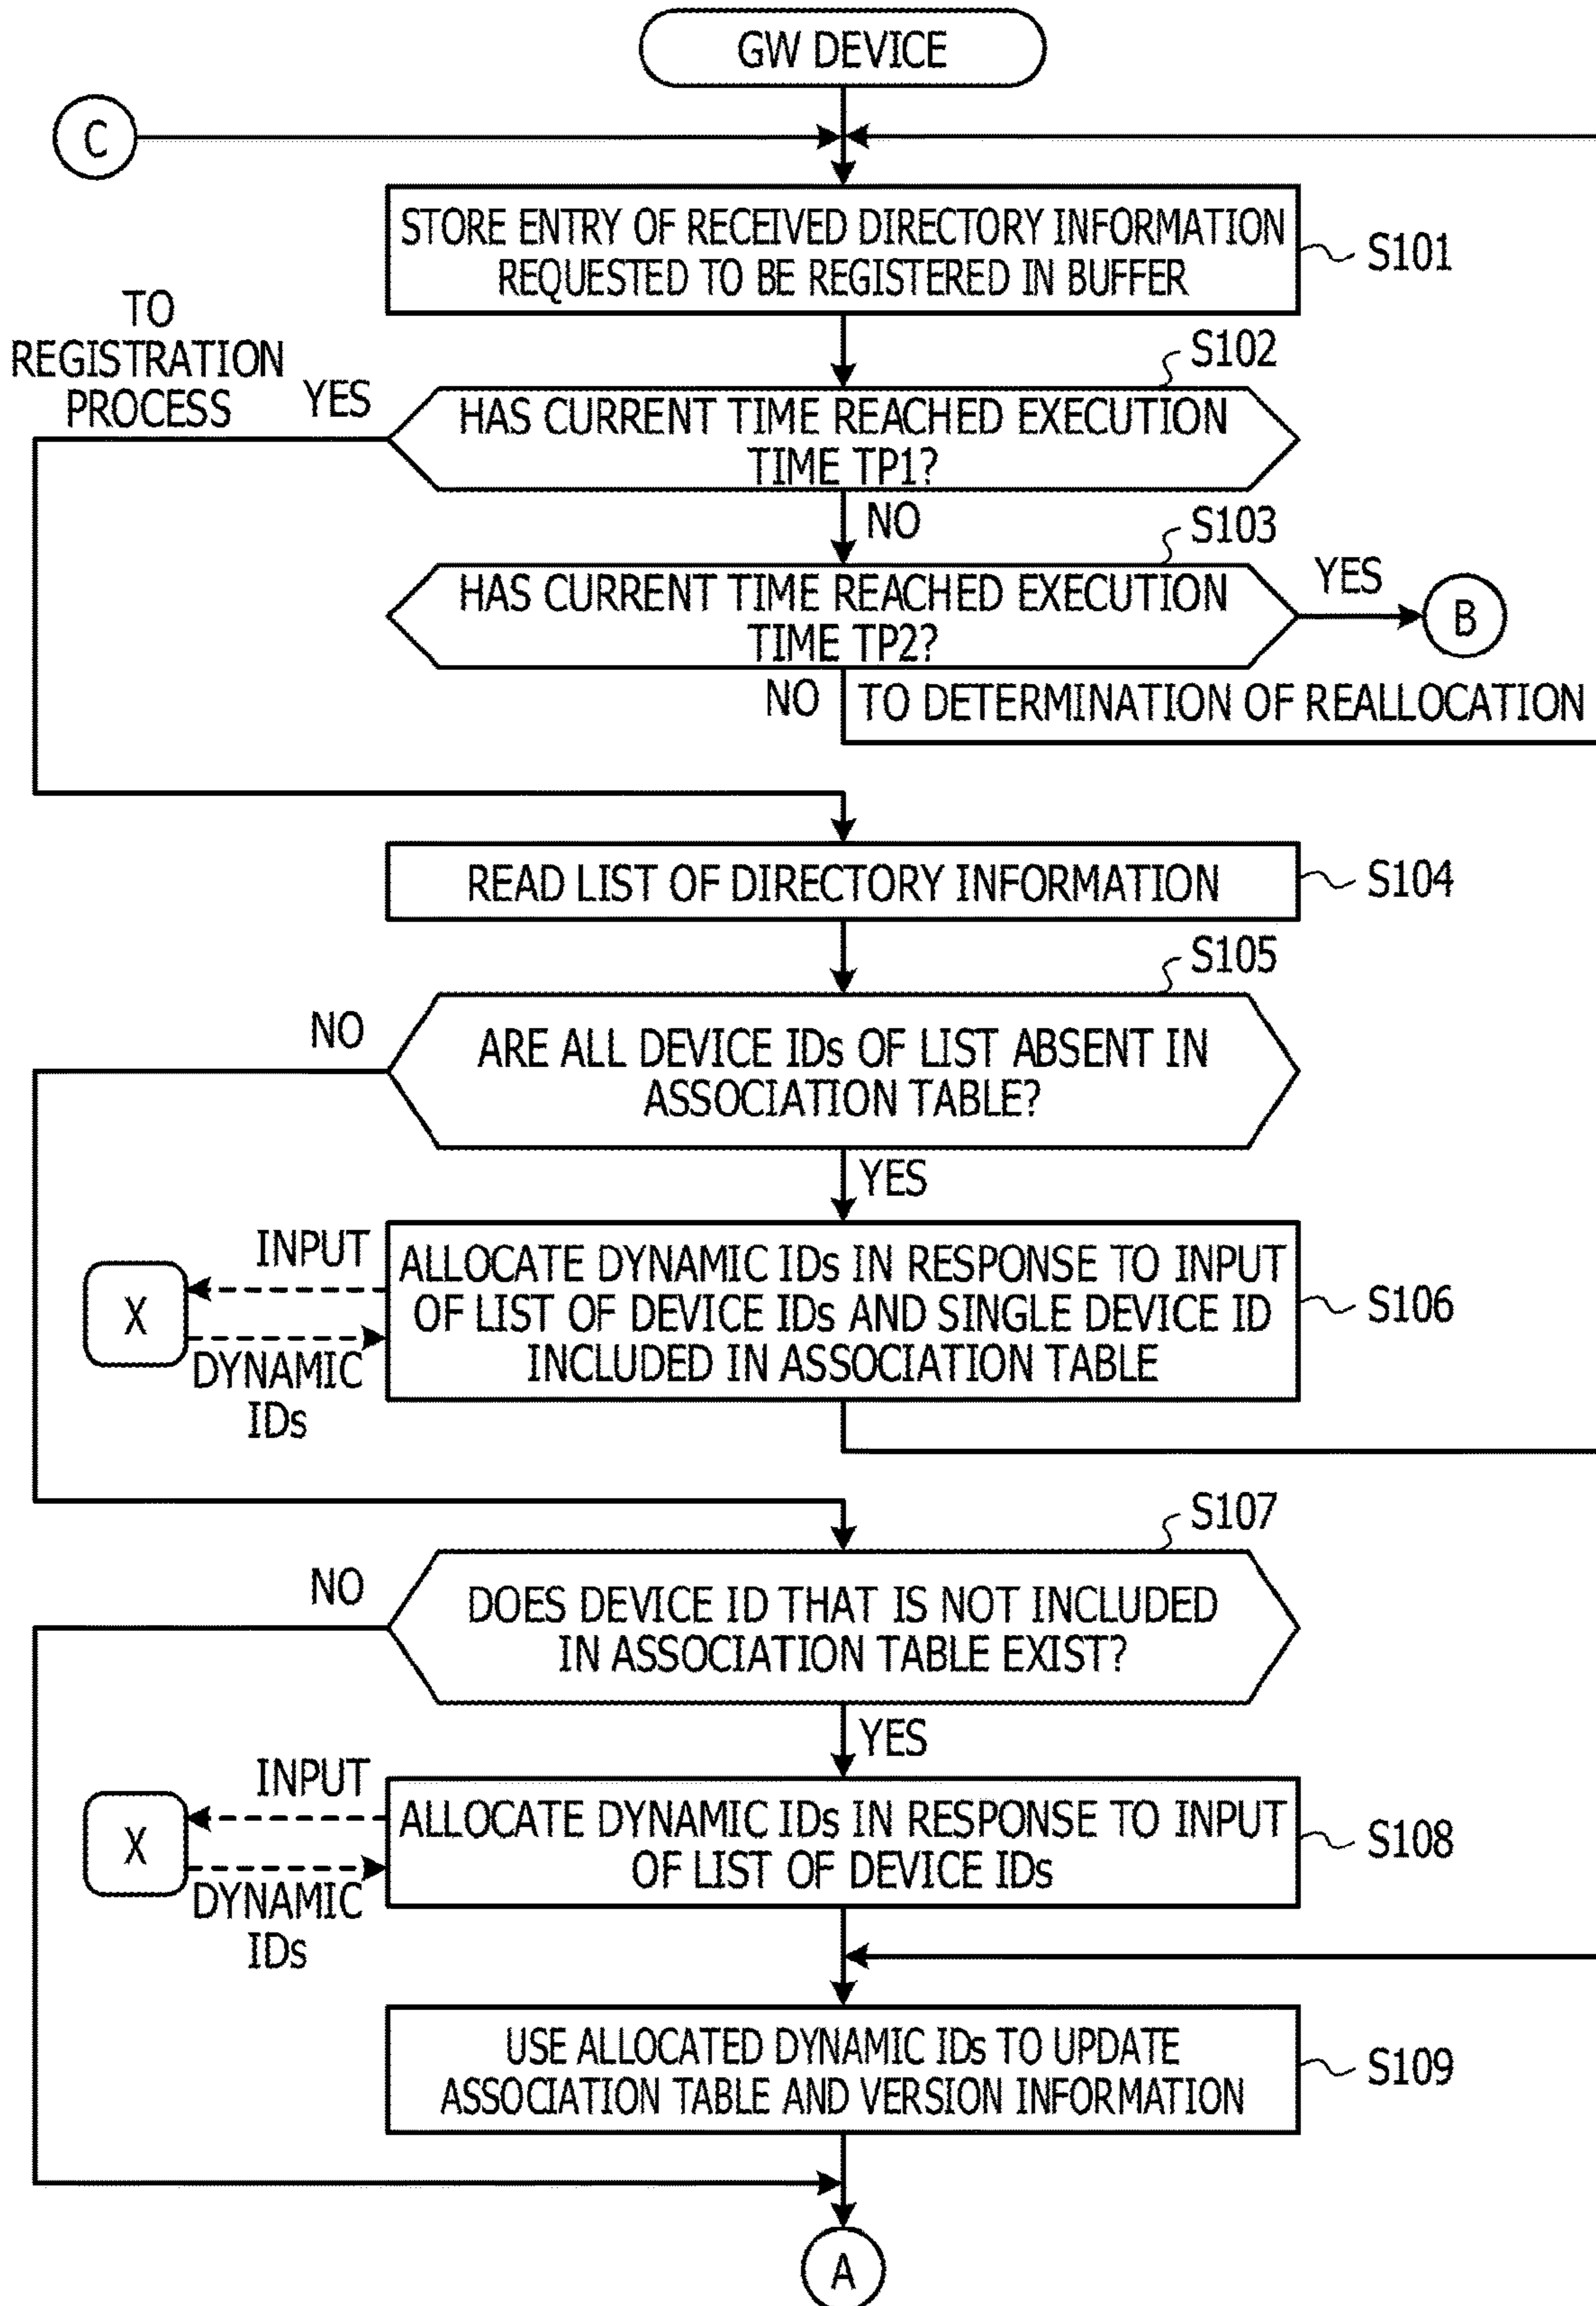 GW DEVICE
C
STORE ENTRY OF RECEIVED DIRECTORY INFORMATION
REQUESTED TO BE REGISTERED IN BUFFER
S101
TO
REGISTRATION
PROCESS
YES
S102
HAS CURRENT TIME REACHED EXECUTION
TIME TP1?
NO
S103
HAS CURRENT TIME REACHED EXECUTION
TIME TP2?
YES
B
NO
TO DETERMINATION OF REALLOCATION
READ LIST OF DIRECTORY INFORMATION
S104
S105
NO
ARE ALL DEVICE IDs OF LIST ABSENT IN
ASSOCIATION TABLE?
YES
INPUT
X
DYNAMIC
IDs
ALLOCATE DYNAMIC IDs IN RESPONSE TO INPUT
OF LIST OF DEVICE IDs AND SINGLE DEVICE ID
INCLUDED IN ASSOCIATION TABLE
S106
S107
NO
DOES DEVICE ID THAT IS NOT INCLUDED
IN ASSOCIATION TABLE EXIST?
YES
INPUT
X
DYNAMIC
IDs
ALLOCATE DYNAMIC IDs IN RESPONSE TO INPUT
OF LIST OF DEVICE IDs
S108
USE ALLOCATED DYNAMIC IDs TO UPDATE
ASSOCIATION TABLE AND VERSION INFORMATION
S109
A